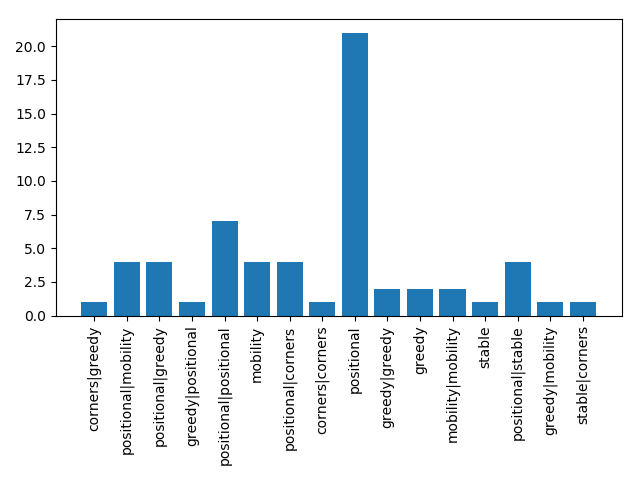 20.0
17.5
15.0
12.5
10.0
7.5
5.0
2.5
0.0
corners|greedy
positional|mobility
positional|greedy
greedy|positional
positional|positional
mobility
positional|corners
corners|corners
positional
greedy|greedy
greedy
mobility|mobility
stable
positional|stable
greedy|mobility
stable|corners